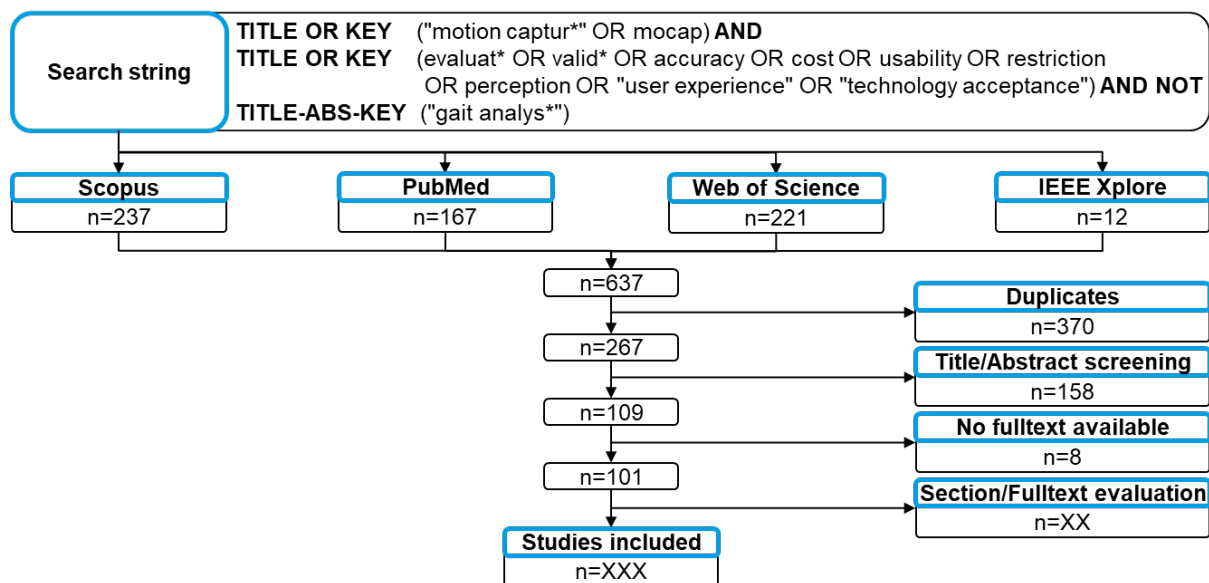 Search string
TITLE OR KEY ("motion captur*" OR mocap) AND
TITLE OR KEY (evaluat* OR valid* OR accuracy OR cost OR usability OR restriction
OR perception OR "user experience" OR "technology acceptance") AND NOT
TITLE-ABS-KEY ("gait analys*")
Scopus
n=237
PubMed
n=167
Web of Science
n=221
IEEE Xplore
n=12
n=637
Duplicates
n=370
n=267
Title/Abstract screening
n=158
n=109
No fulltext available
n=8
n=101
Section/Fulltext evaluation
n=XX
Studies included
n=XXX